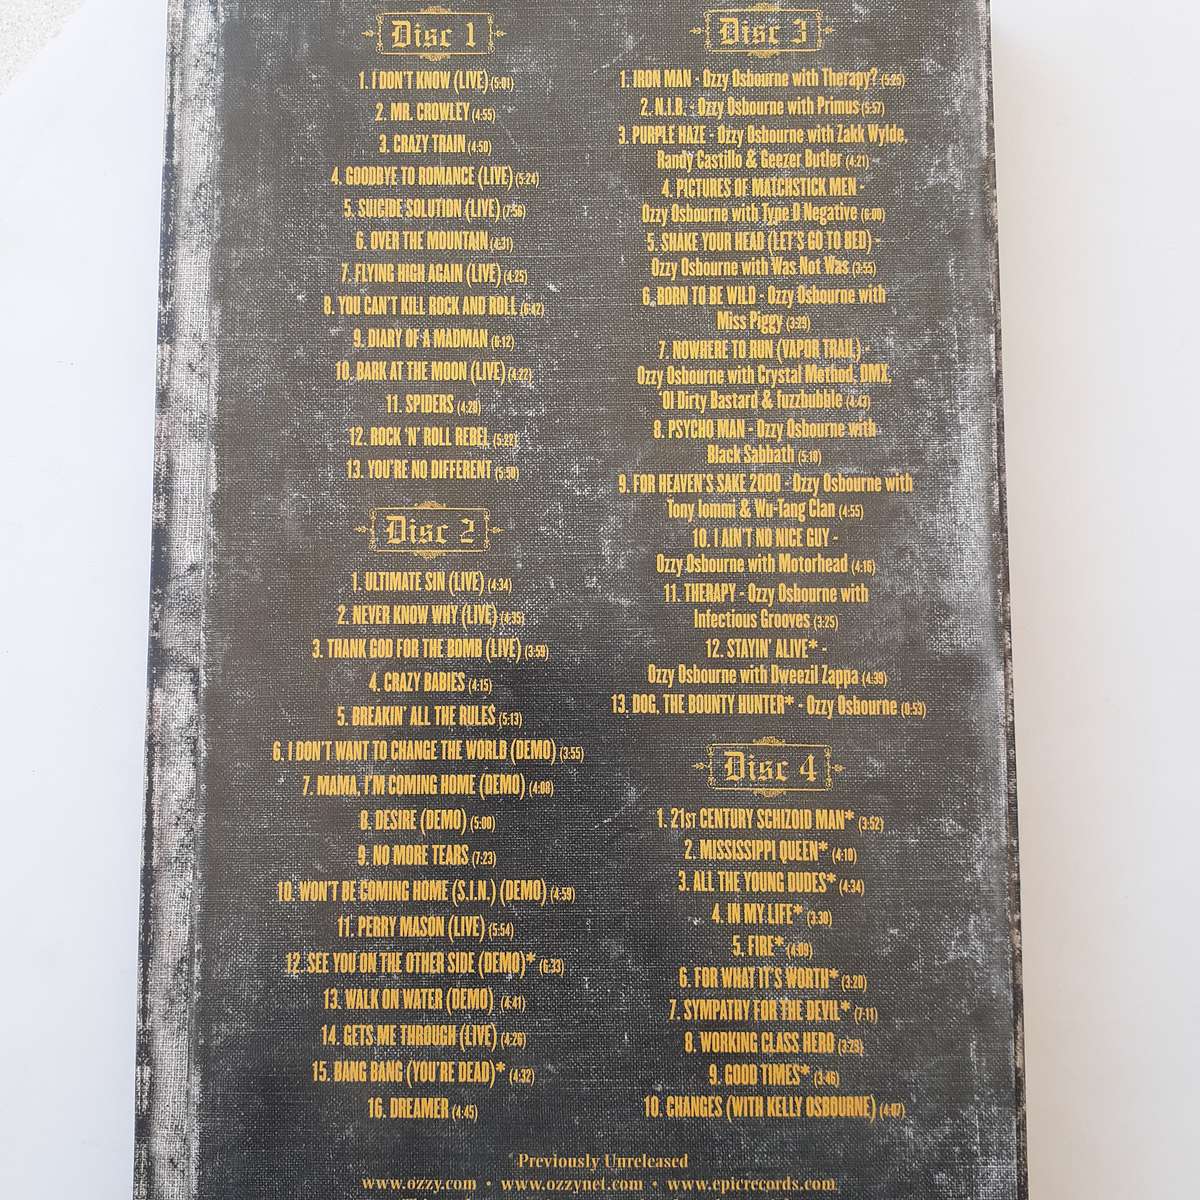 Disc 1
1. I DON'T KNOW (LIVE) (5:01)
2. MR. CROWLEY (4:55)
3. CRAZY TRAIN (4:50)
4. GOODBYE TO ROMANCE (LIVE) (5:24)
5. SUICIDE SOLUTION (LIVE) (7:56)
6. OVER THE MOUNTAIN (4:31)
7. FLYING HIGH AGAIN (LIVE) (4:25)
8. YOU CAN'T KILL ROCK AND ROLL (6:42)
9. DIARY OF A MADMAN (6:12)
10. BARK AT THE MOON (LIVE) (4:22)
11. SPIDERS (4:28)
12. ROCK 'N' ROLL REBEL (5:22)
13. YOU'RE NO DIFFERENT (5:50)
Disc 2
1. ULTIMATE SIN (LIVE) (4:34)
2. NEVER KNOW WHY (LIVE) (4:35)
3. THANK GOD FOR THE BOMB (LIVE) (3:59)
4. CRAZY BABIES (4:15)
5. BREAKIN' ALL THE RULES (5:13)
6. I DON'T WANT TO CHANGE THE WORLD (DEMO) (3:55)
7. MAMA, I'M COMING HOME (DEMO) (4:08)
8. DESIRE (DEMO) (5:00)
9. NO MORE TEARS (7:23)
10. WON'T BE COMING HOME (S.I.N.) (DEMO) (4:59)
11. PERRY MASON (LIVE) (5:54)
12. SEE YOU ON THE OTHER SIDE (DEMO)* (6:33)
13. WALK ON WATER (DEMO) (4:41)
14. GETS ME THROUGH (LIVE) (4:26)
15. BANG BANG (YOU'RE DEAD)* (4:32)
16. DREAMER (4:45)
Disc 3
1. IRON MAN - Ozzy Osbourne with Therapy? (5:25)
2. N.I.B. - Ozzy Osbourne with Primus (5:57)
3. PURPLE HAZE - Ozzy Osbourne with Zakk Wylde,
Randy Castillo & Geezer Butler (4:21)
4. PICTURES OF MATCHSTICK MEN -
Ozzy Osbourne with Type O Negative (6:00)
5. SHAKE YOUR HEAD (LET'S GO TO BED) -
Ozzy Osbourne with Was Not Was (3:55)
6. BORN TO BE WILD - Ozzy Osbourne with
Miss Piggy (3:29)
7. NOWHERE TO RUN (VAPOR TRAIL) -
Ozzy Osbourne with Crystal Method, DMX,
'Ol Dirty Bastard & fuzzbubble (4:43)
8. PSYCHO MAN - Ozzy Osbourne with
Black Sabbath (5:18)
9. FOR HEAVEN'S SAKE 2000 - Ozzy Osbourne with
Tony Iommi & Wu-Tang Clan (4:55)
10. I AIN'T NO NICE GUY -
Ozzy Osbourne with Motorhead (4:16)
11. THERAPY - Ozzy Osbourne with
Infectious Grooves (3:25)
12. STAYIN' ALIVE* -
Ozzy Osbourne with Dweezil Zappa (4:39)
13. DOG, THE BOUNTY HUNTER* - Ozzy Osbourne (0:53)
Disc 4
1. 21ST CENTURY SCHIZOID MAN* (3:52)
2. MISSISSIPPI QUEEN* (4:10)
3. ALL THE YOUNG DUDES* (4:34)
4. IN MY LIFE* (3:30)
5. FIRE* (4:09)
6. FOR WHAT IT'S WORTH* (3:20)
7. SYMPATHY FOR THE DEVIL* (7:11)
8. WORKING CLASS HERO (3:23)
9. GOOD TIMES* (3:46)
10. CHANGES (WITH KELLY OSBOURNE) (4:07)
Previously Unreleased
www.ozzy.com • www.ozzynet.com • www.epicrecords.com